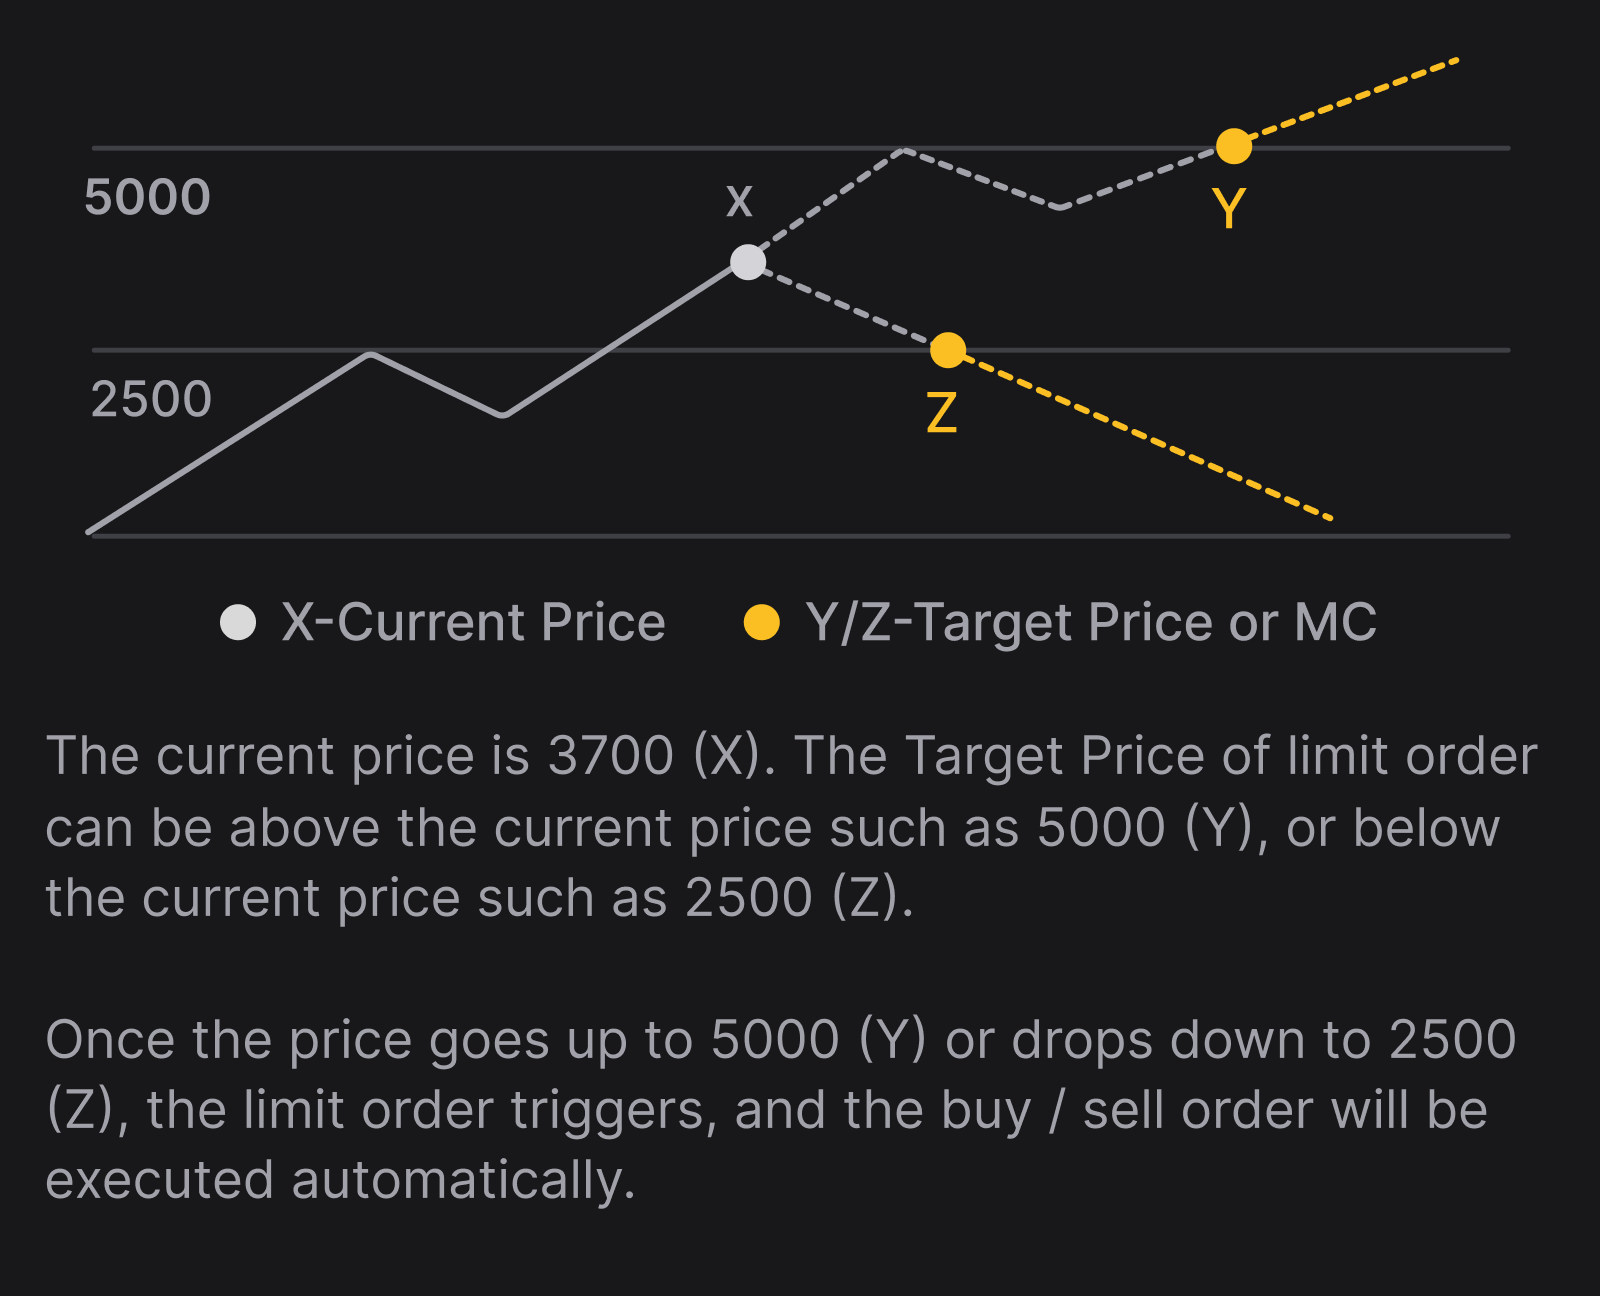 5000
X
Y
2500
Z
X-Current Price
Y/Z-Target Price or MC
The current price is 3700 (X). The Target Price of limit order
can be above the current price such as 5000 (Y), or below
the current price such as 2500 (Z).
Once the price goes up to 5000 (Y) or drops down to 2500
(Z), the limit order triggers, and the buy / sell order will be
executed automatically.